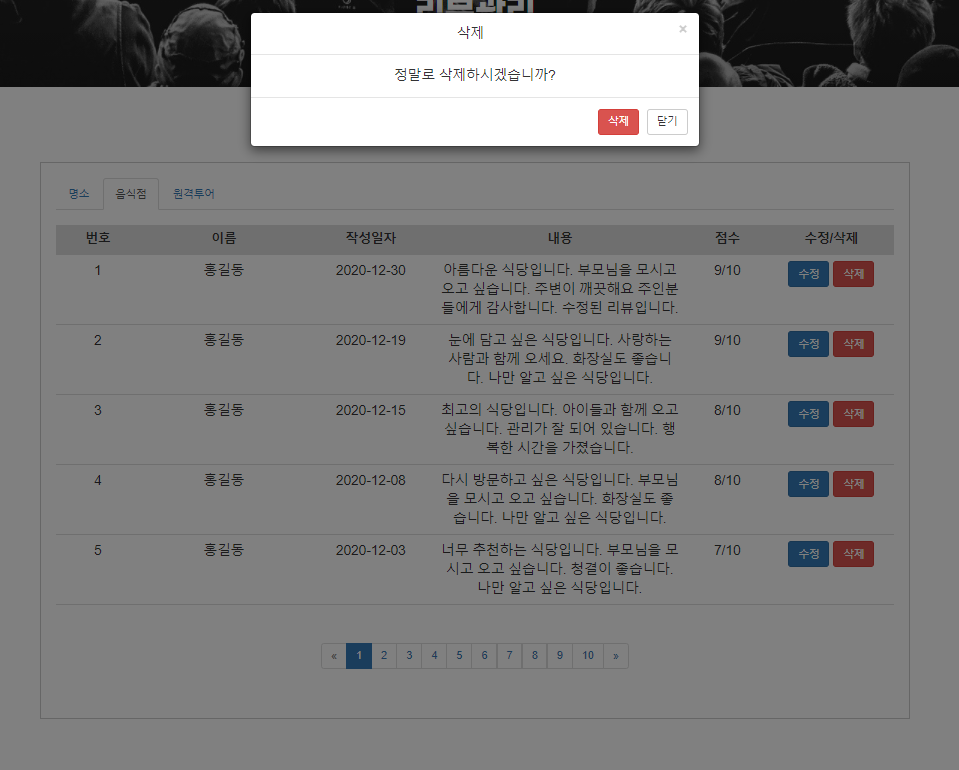 리뷰관리
삭제
×
정말로 삭제하시겠습니까?
삭제 닫기
명소 음식점 원격투어
번호 이름 작성일자 내용 점수 수정/삭제
1 홍길동 2020-12-30 아름다운 식당입니다. 부모님을 모시고 9/10 수정 삭제
오고 싶습니다. 주변이 깨끗해요 주인분
들에게 감사합니다. 수정된 리뷰입니다.
2 홍길동 2020-12-19 눈에 담고 싶은 식당입니다. 사랑하는 9/10 수정 삭제
사람과 함께 오세요. 화장실도 좋습니
다. 나만 알고 싶은 식당입니다.
3 홍길동 2020-12-15 최고의 식당입니다. 아이들과 함께 오고 8/10 수정 삭제
싶습니다. 관리가 잘 되어 있습니다. 행
복한 시간을 가졌습니다.
4 홍길동 2020-12-08 다시 방문하고 싶은 식당입니다. 부모님 8/10 수정 삭제
을 모시고 오고 싶습니다. 화장실도 좋
습니다. 나만 알고 싶은 식당입니다.
5 홍길동 2020-12-03 너무 추천하는 식당입니다. 부모님을 모 7/10 수정 삭제
시고 오고 싶습니다. 청결이 좋습니다.
나만 알고 싶은 식당입니다.
« 1 2 3 4 5 6 7 8 9 10 »